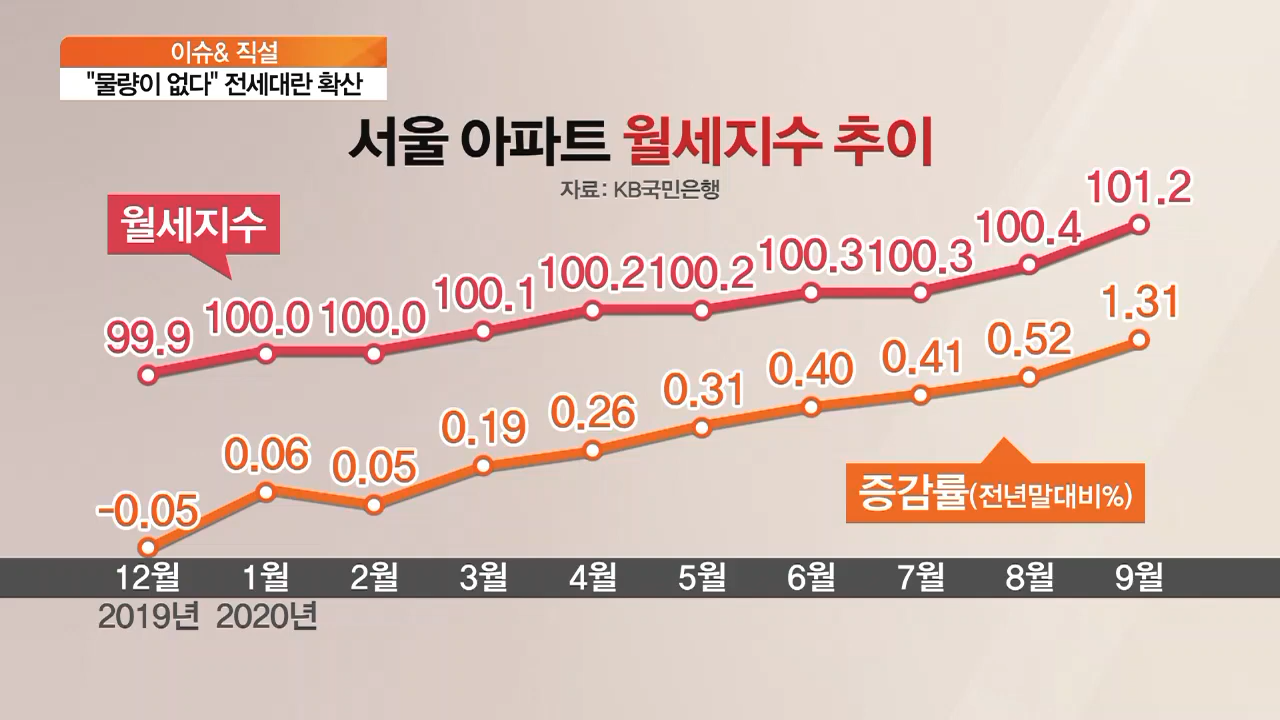 이슈& 직설
"물량이 없다" 전세대란 확산
서울 아파트 월세지수 추이
자료: KB국민은행
월세지수
99.9 100.0 100.0 100.1 100.2 100.2 100.3 100.3 100.4 101.2
-0.05 0.06 0.05 0.19 0.26 0.31 0.40 0.41 0.52 1.31
증감률(전년말대비%)
12월 1월 2월 3월 4월 5월 6월 7월 8월 9월
2019년 2020년